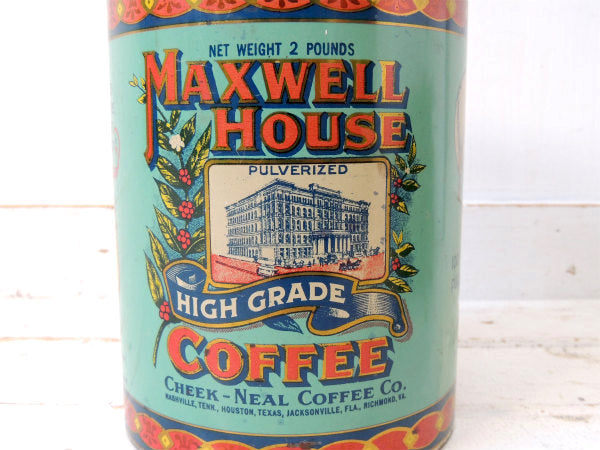 NET WEIGHT 2 POUNDS
MAXWELL
HOUSE
PULVERIZED
HIGH GRADE
COFFEE
CHEEK-NEAL COFFEE CO.
NASHVILLE, TENN., HOUSTON, TEXAS, JACKSONVILLE, FLA., RICHMOND, VA.